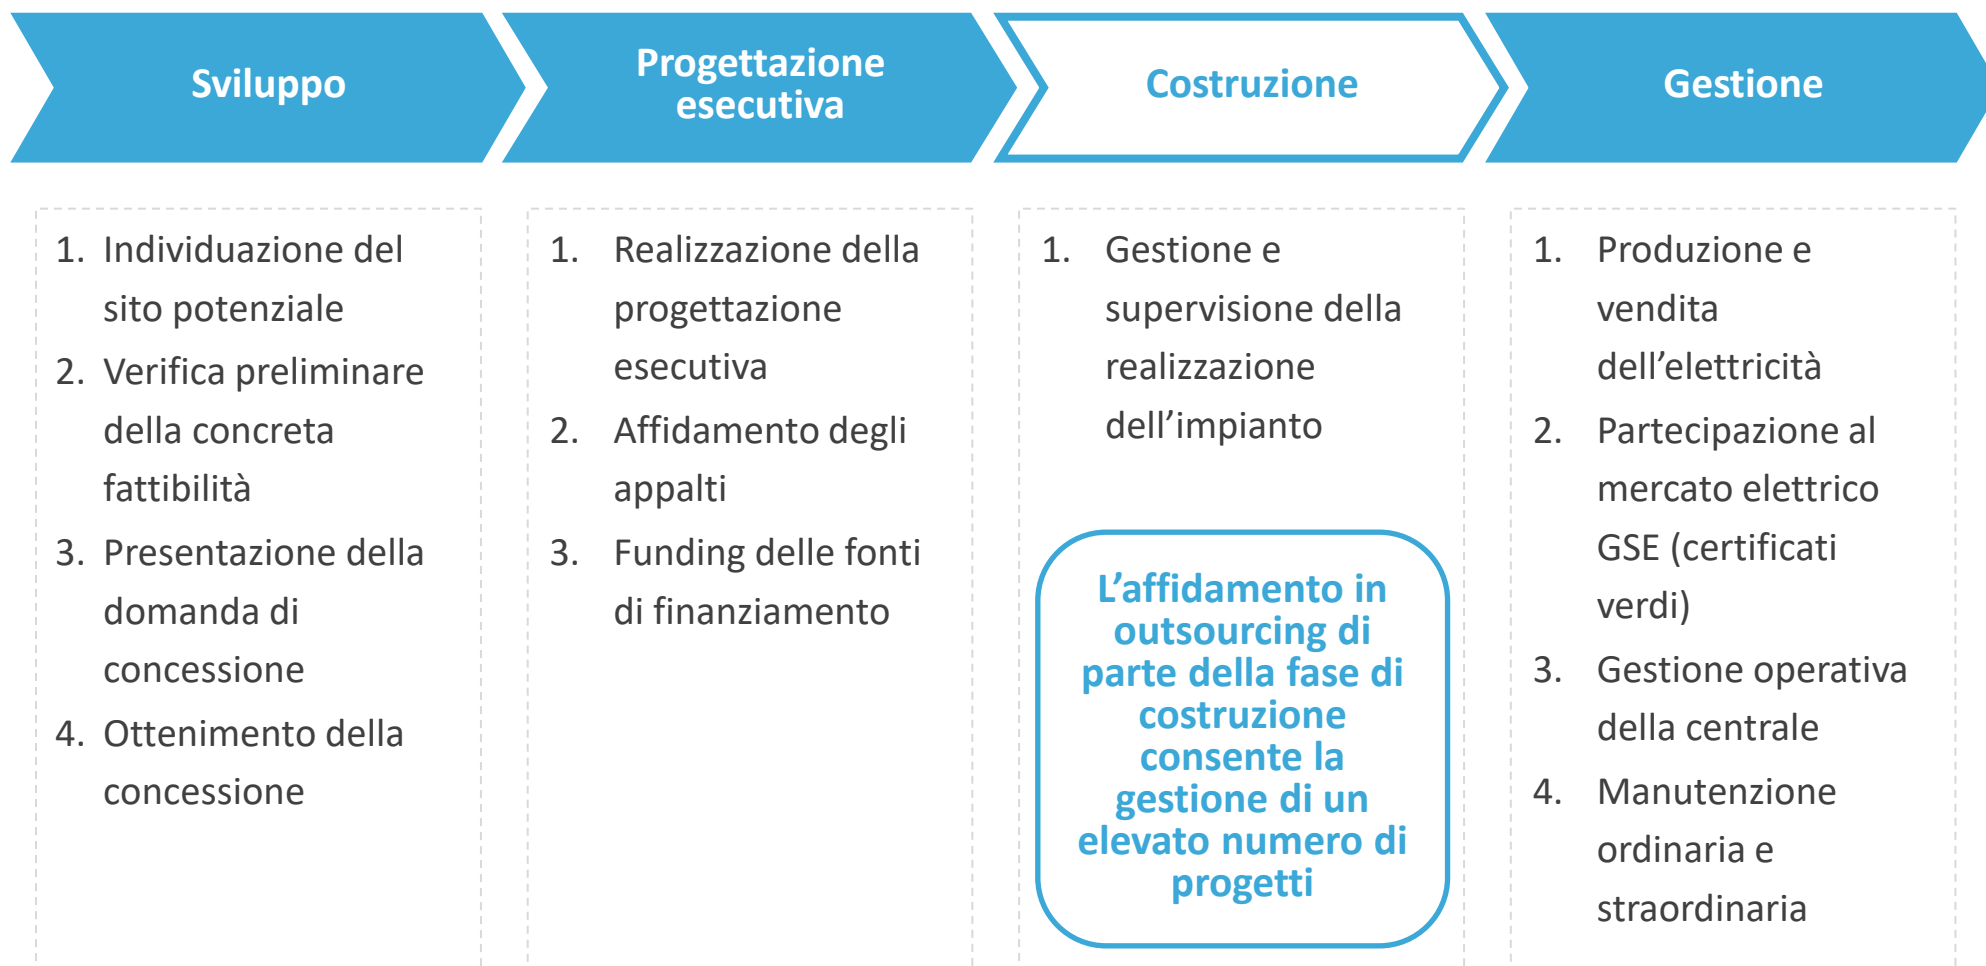 Sviluppo
Progettazione
esecutiva
Costruzione
Gestione
1. Individuazione del
sito potenziale
2. Verifica preliminare
della concreta
fattibilità
3. Presentazione della
domanda di
concessione
4. Ottenimento della
concessione
1. Realizzazione della
progettazione
esecutiva
2. Affidamento degli
appalti
3. Funding delle fonti
di finanziamento
1. Gestione e
supervisione della
realizzazione
dell’impianto
L’affidamento in
outsourcing di
parte della fase di
costruzione
consente la
gestione di un
elevato numero di
progetti
1. Produzione e
vendita
dell’elettricità
2. Partecipazione al
mercato elettrico
GSE (certificati
verdi)
3. Gestione operativa
della centrale
4. Manutenzione
ordinaria e
straordinaria